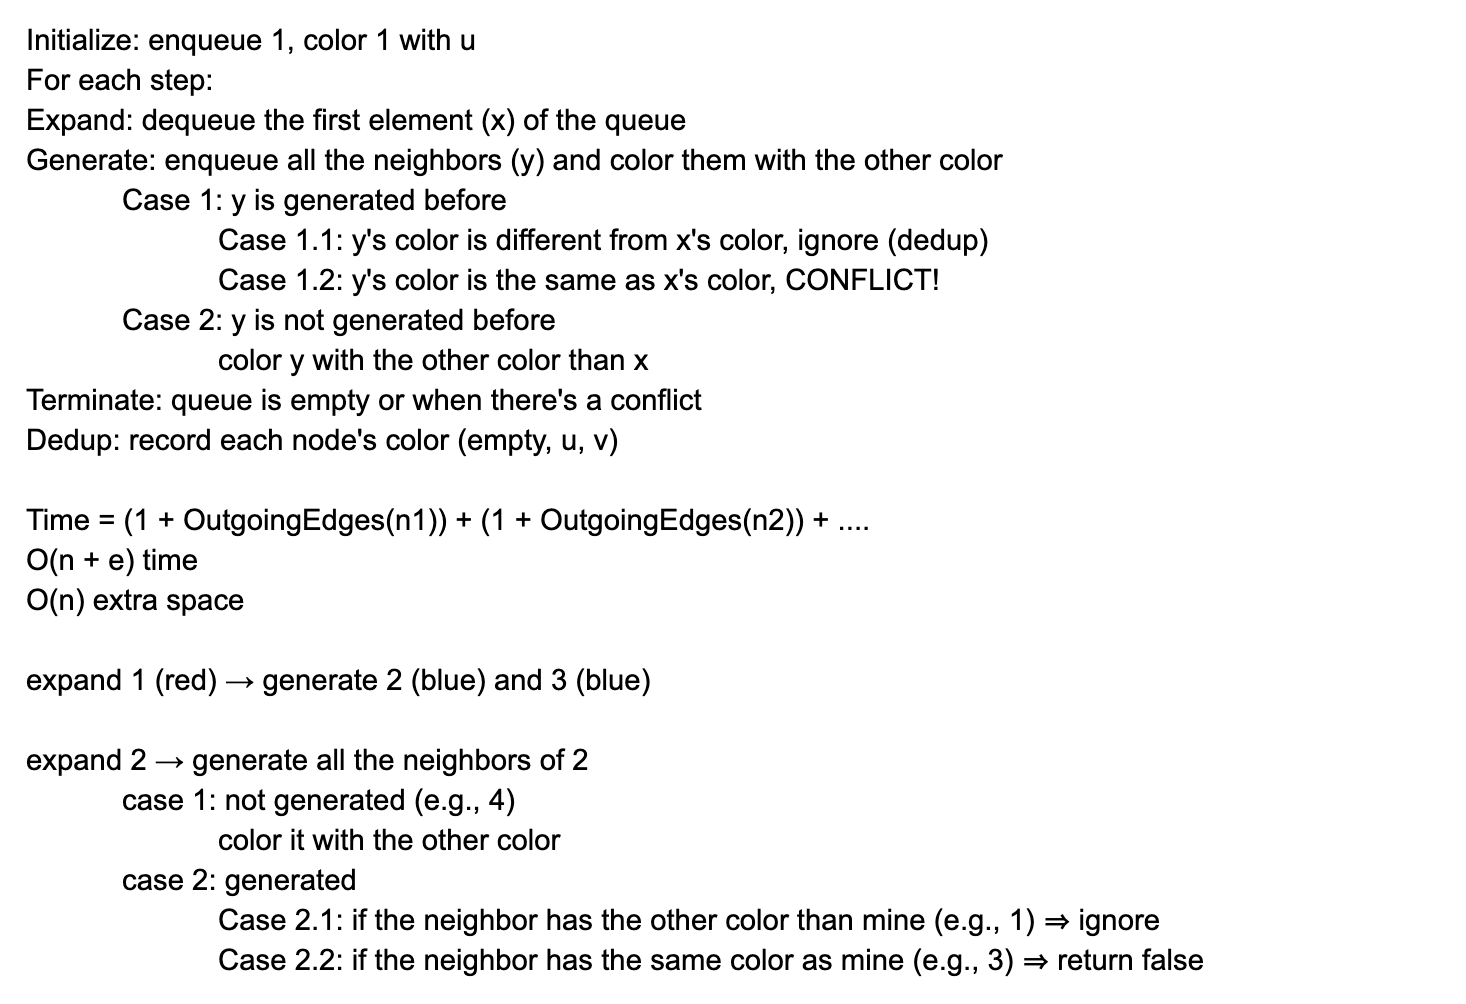 Initialize: enqueue 1, color 1 with u
For each step:
Expand: dequeue the first element (x) of the queue
Generate: enqueue all the neighbors (y) and color them with the other color
Case 1: y is generated before
Case 1.1: y's color is different from x's color, ignore (dedup)
Case 1.2: y's color is the same as x's color, CONFLICT!
Case 2: y is not generated before
color y with the other color than x
Terminate: queue is empty or when there's a conflict
Dedup: record each node's color (empty, u, v)
Time = (1 + OutgoingEdges(n1)) + (1 + OutgoingEdges(n2)) + ....
O(n + e) time
O(n) extra space
expand 1 (red) → generate 2 (blue) and 3 (blue)
expand 2 → generate all the neighbors of 2
case 1: not generated (e.g., 4)
color it with the other color
case 2: generated
Case 2.1: if the neighbor has the other color than mine (e.g., 1) ⇒ ignore
Case 2.2: if the neighbor has the same color as mine (e.g., 3) ⇒ return false